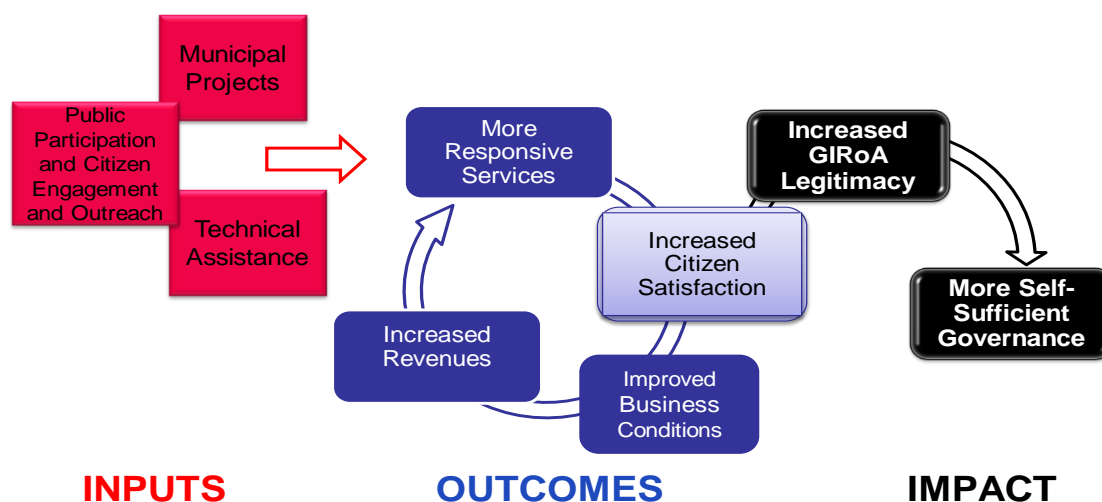 Municipal
Projects
Public
Participation
and Citizen
Engagement
and Outreach
Technical
Assistance
More
Responsive
Services
Increased
Citizen
Satisfaction
Improved
Business
Conditions
Increased
Revenues
Increased
GIRoA
Legitimacy
More Self-
Sufficient
Governance
INPUTS
OUTCOMES
IMPACT